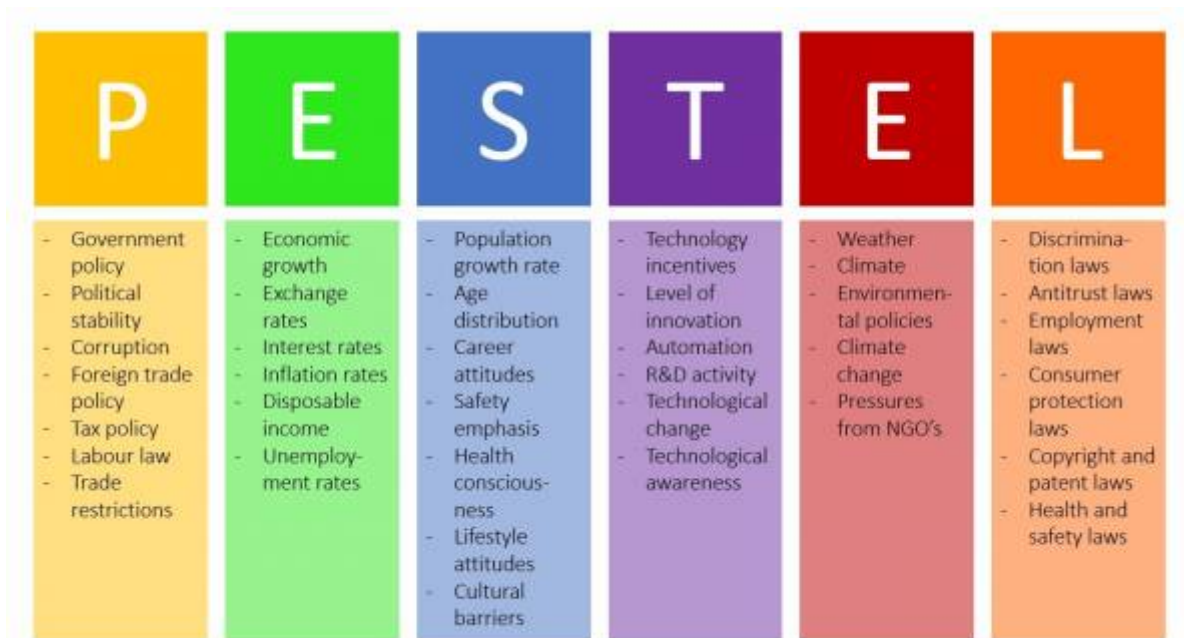 P
E
S
T
E
L
- Government
policy
- Political
stability
- Corruption
- Foreign trade
policy
- Tax policy
- Labour law
- Trade
restrictions
- Economic
growth
- Exchange
rates
- Interest rates
- Inflation rates
- Disposable
income
- Unemploy-
ment rates
- Population
growth rate
- Age
distribution
- Career
attitudes
- Safety
emphasis
- Health
conscious-
ness
- Lifestyle
attitudes
- Cultural
barriers
- Technology
incentives
- Level of
innovation
- Automation
- R&D activity
- Technological
change
- Technological
awareness
- Weather
- Climate
- Environmen-
tal policies
- Climate
change
- Pressures
from NGO's
- Discrimina-
tion laws
- Antitrust laws
- Employment
laws
- Consumer
protection
laws
- Copyright and
patent laws
- Health and
safety laws